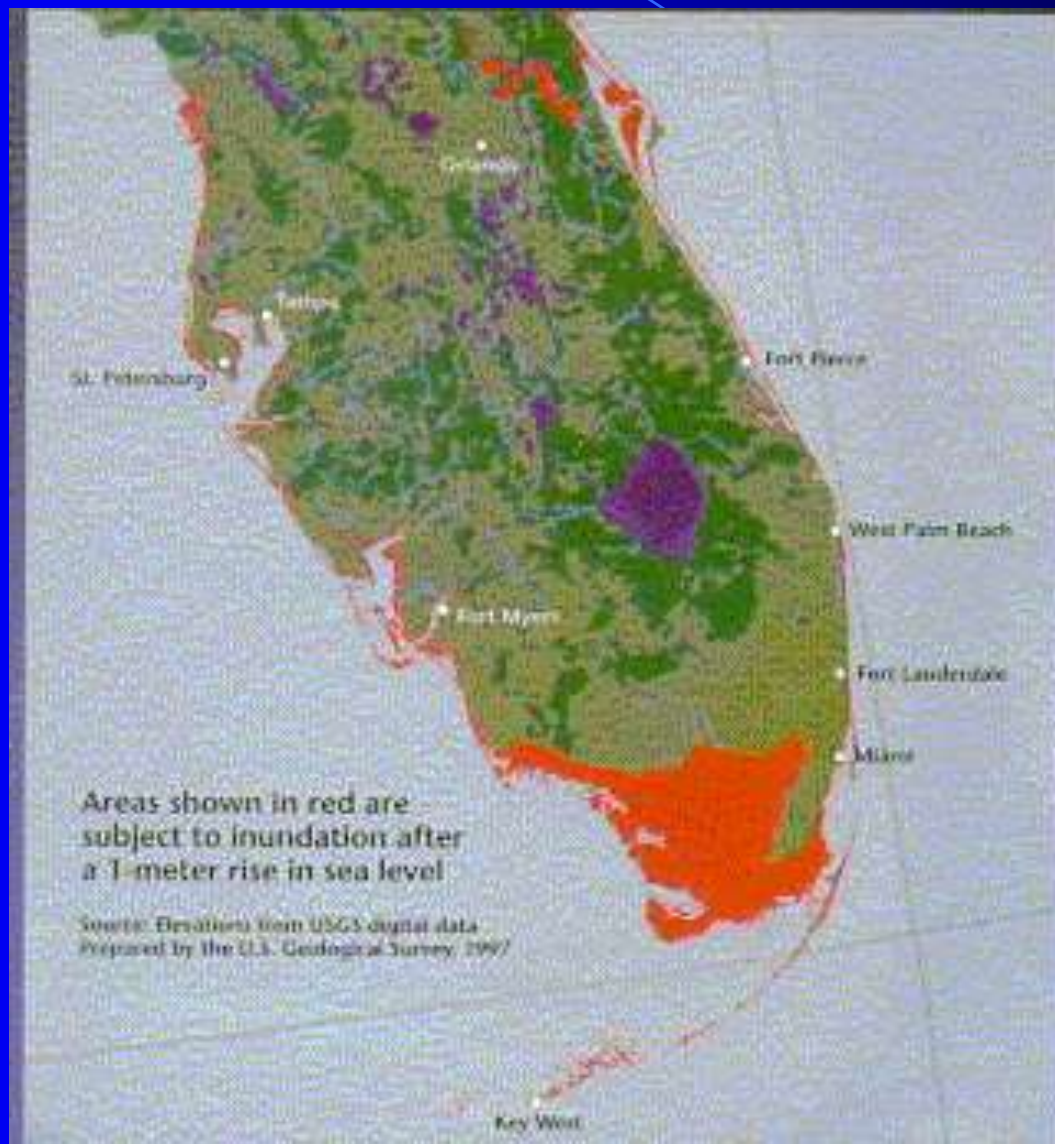 Orlando
Tampa
St. Petersburg
Fort Pierce
West Palm Beach
Fort Myers
Fort Lauderdale
Miami
Areas shown in red are
subject to inundation after
a 1-meter rise in sea level
Source: Elevations from USGS digital data
Prepared by the U.S. Geological Survey, 1997
Key West